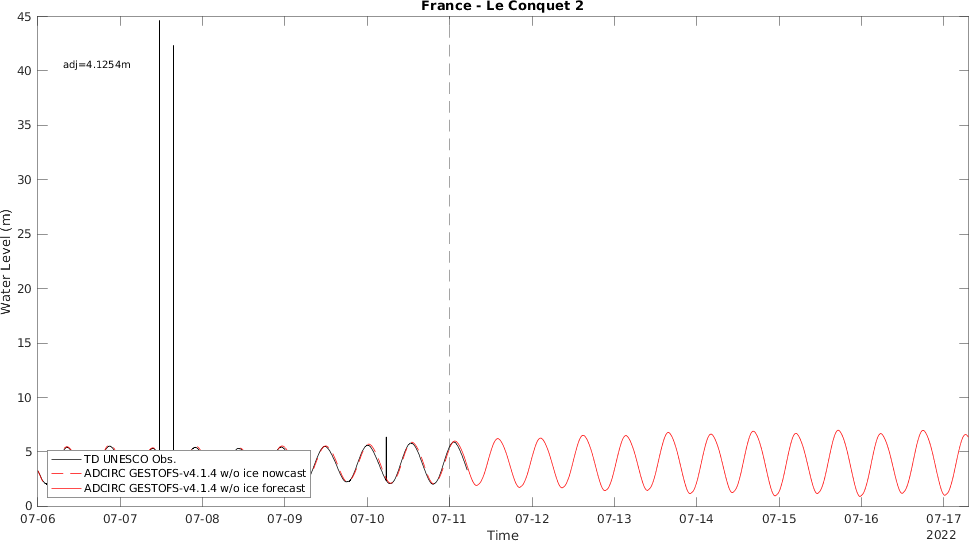 France - Le Conquet 2
45
adj=4.1254m
40
35
30
25
20
15
10
5
0
Water Level (m)
TD UNESCO Obs.
ADCIRC GESTOFS-v4.1.4 w/o ice nowcast
ADCIRC GESTOFS-v4.1.4 w/o ice forecast
07-06 07-07 07-08 07-09 07-10 07-11 07-12 07-13 07-14 07-15 07-16 07-17
Time
2022